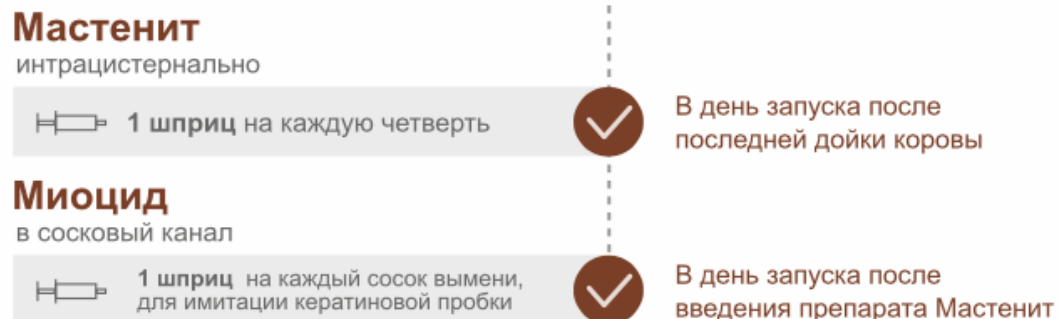 Мастенит
интрацистернально
1 шприц на каждую четверть
В день запуска после
последней дойки коровы
Миоцид
в сосковый канал
1 шприц на каждый сосок вымени,
для имитации кератиновой пробки
В день запуска после
введения препарата Мастенит